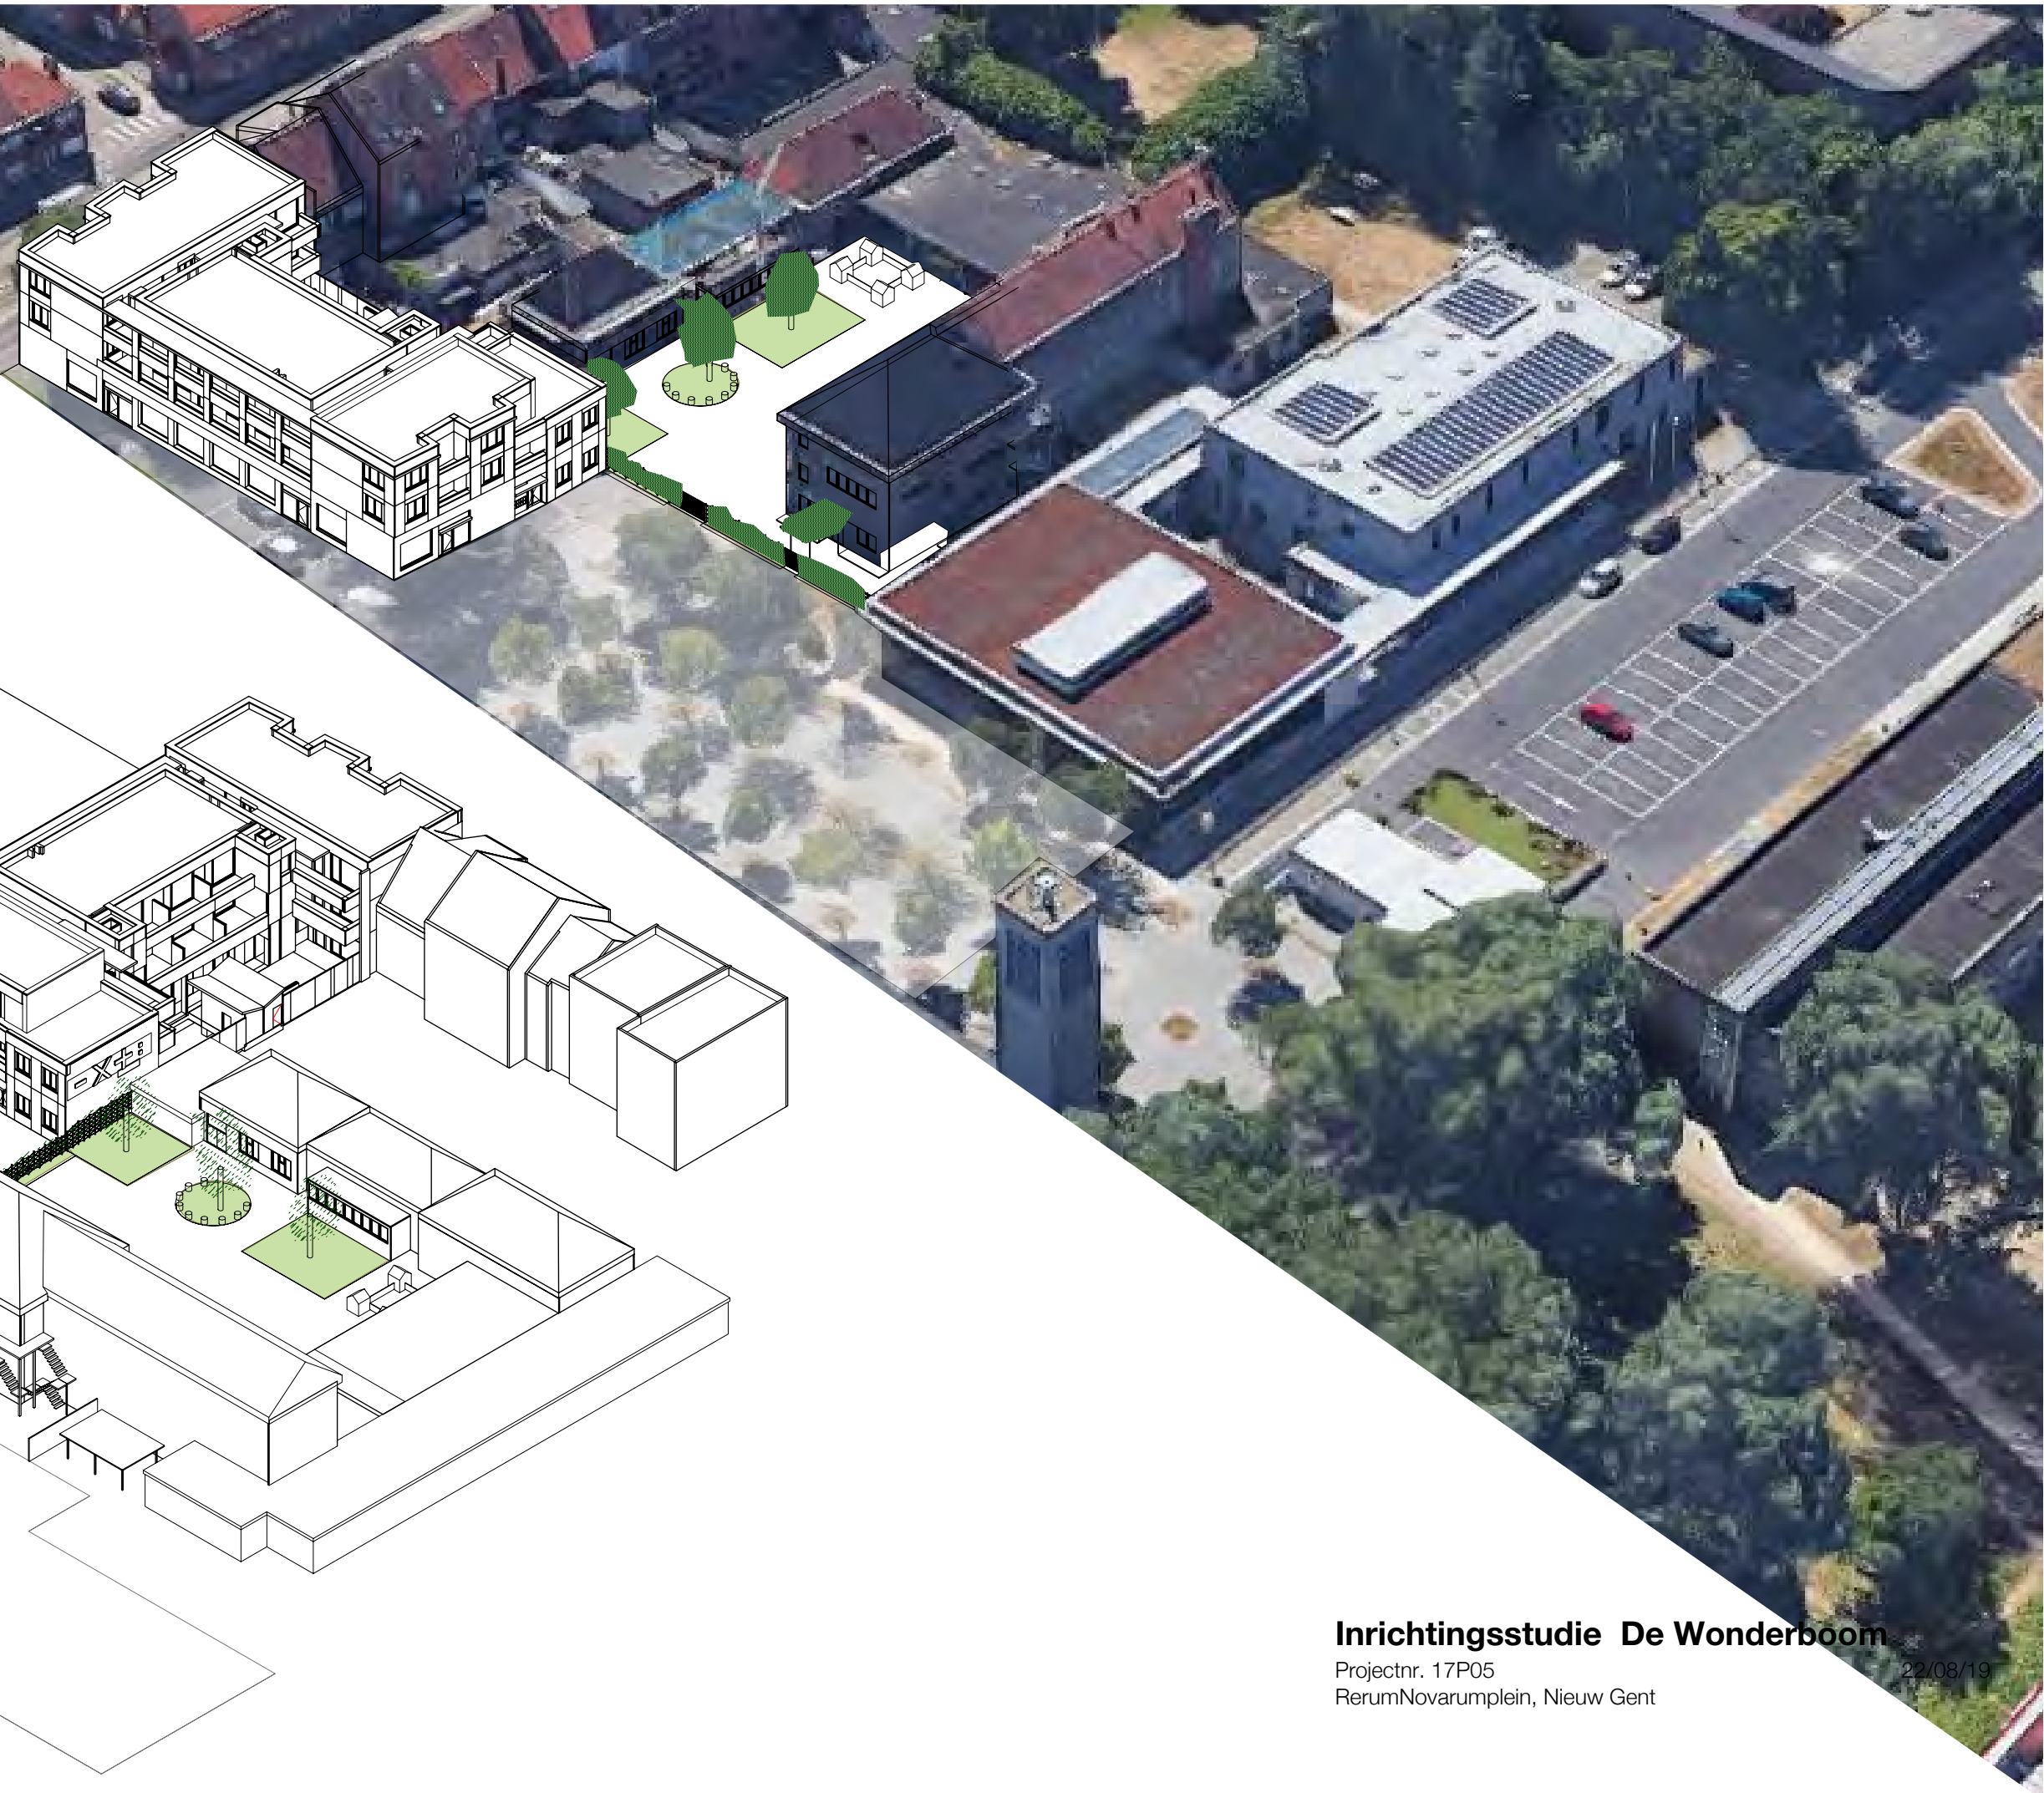 - x + :
Inrichtingsstudie De Wonderboom
Projectnr. 17P05 22/08/19
RerumNovarumplein, Nieuw Gent